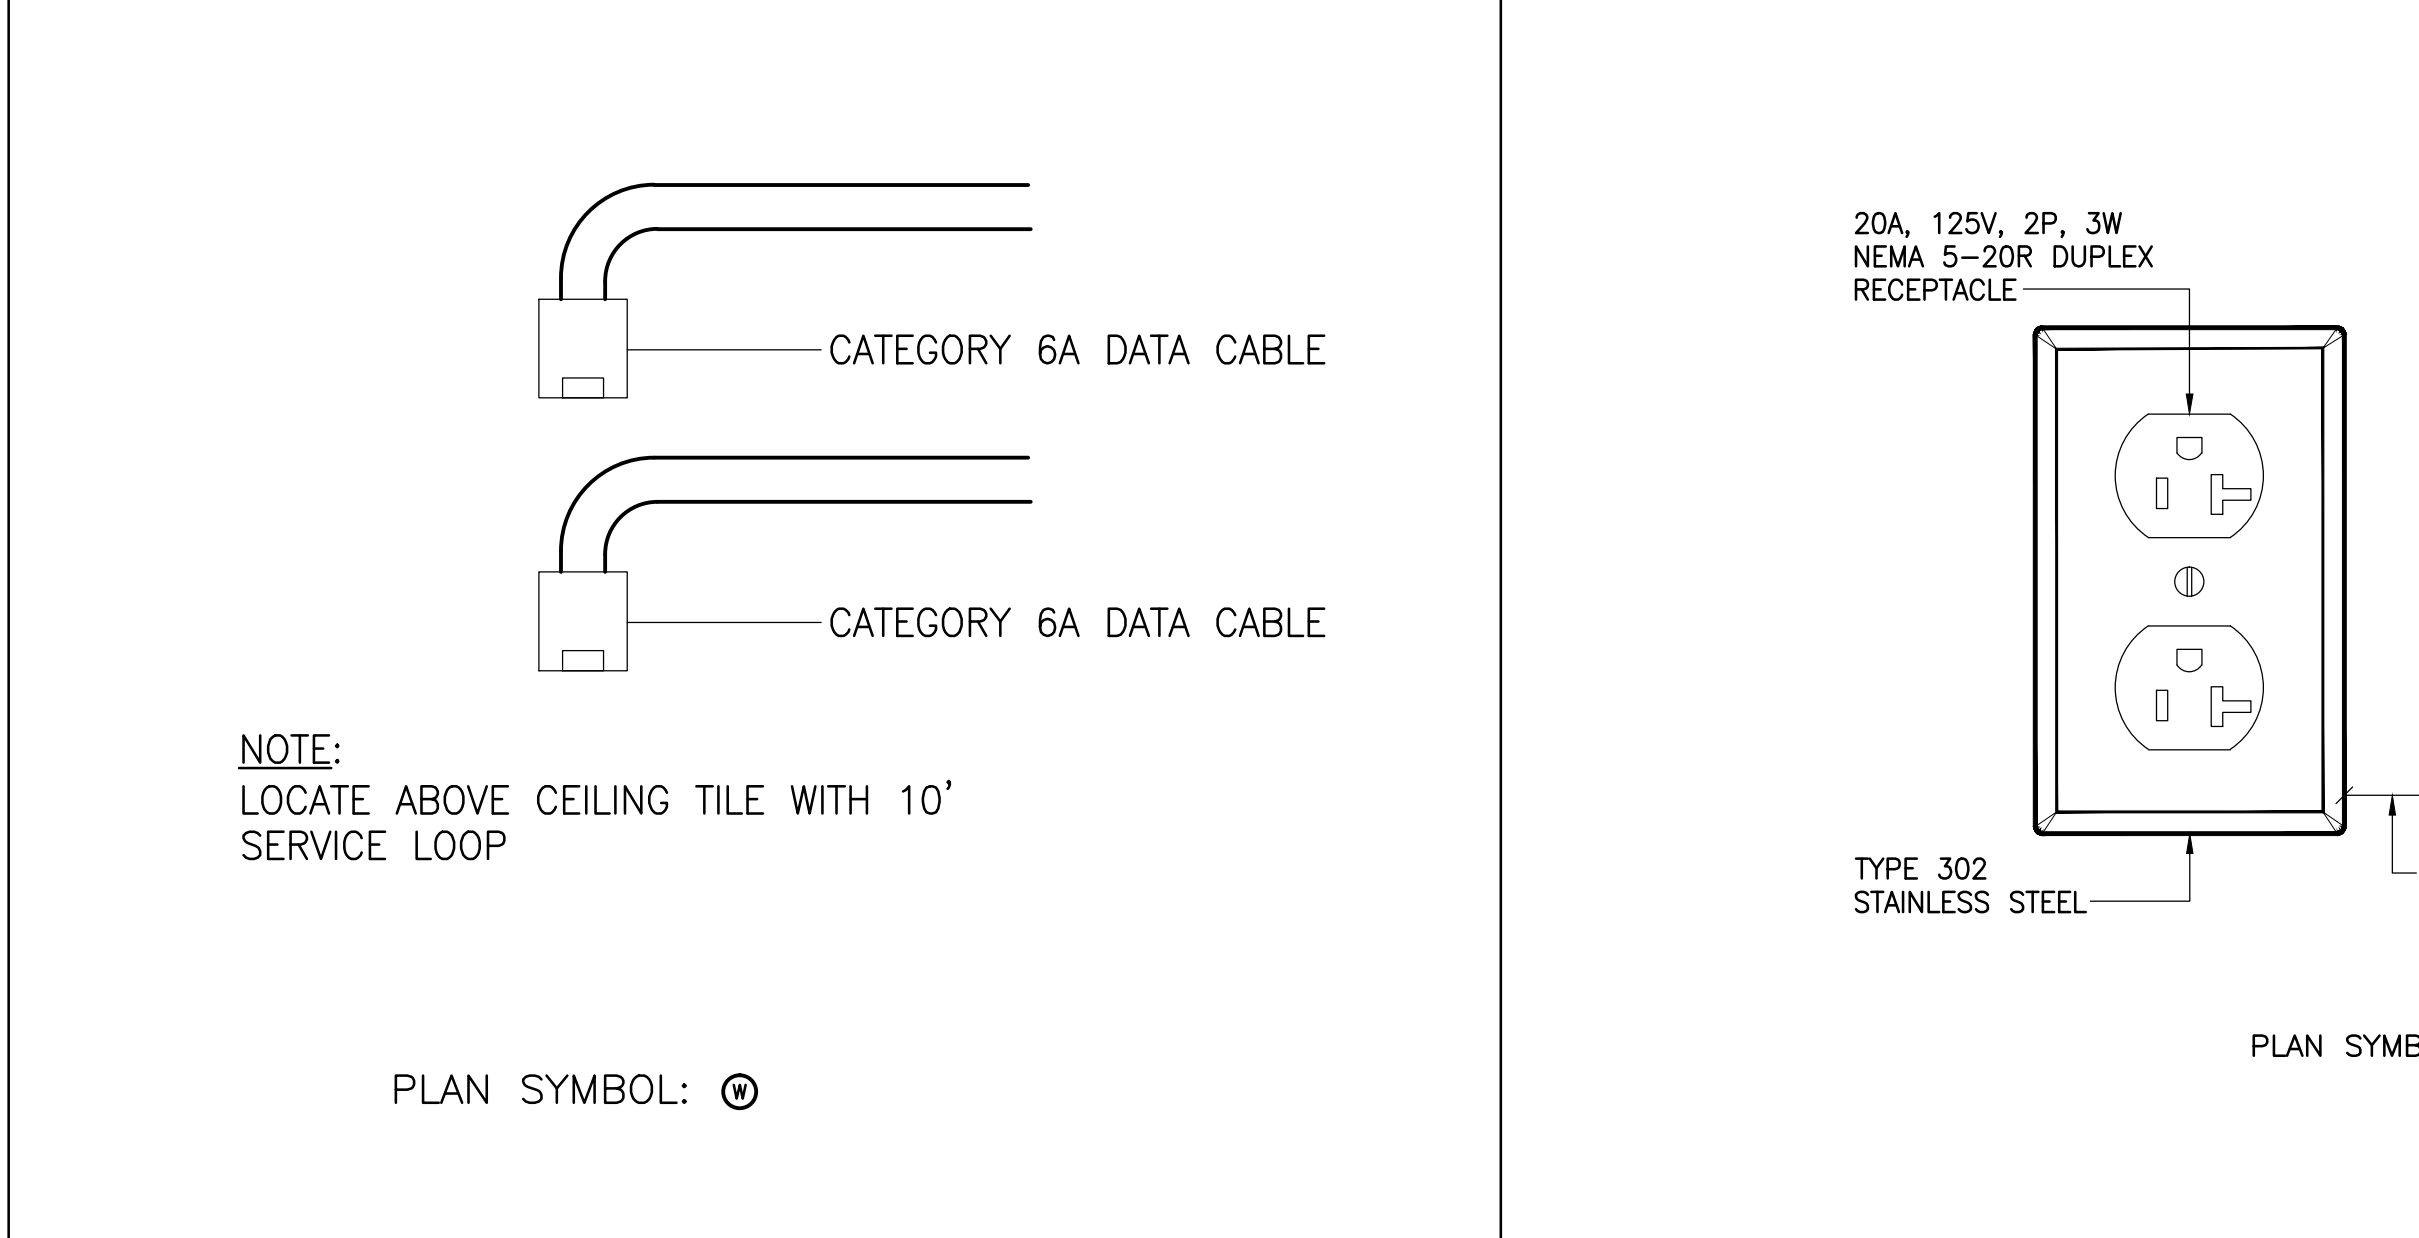 CATEGORY 6A DATA CABLE
CATEGORY 6A DATA CABLE
NOTE:
LOCATE ABOVE CEILING TILE WITH 10'
SERVICE LOOP
PLAN SYMBOL: W
20A, 125V, 2P, 3W
NEMA 5-20R DUPLEX
RECEPTACLE
TYPE 302
STAINLESS STEEL
PLAN